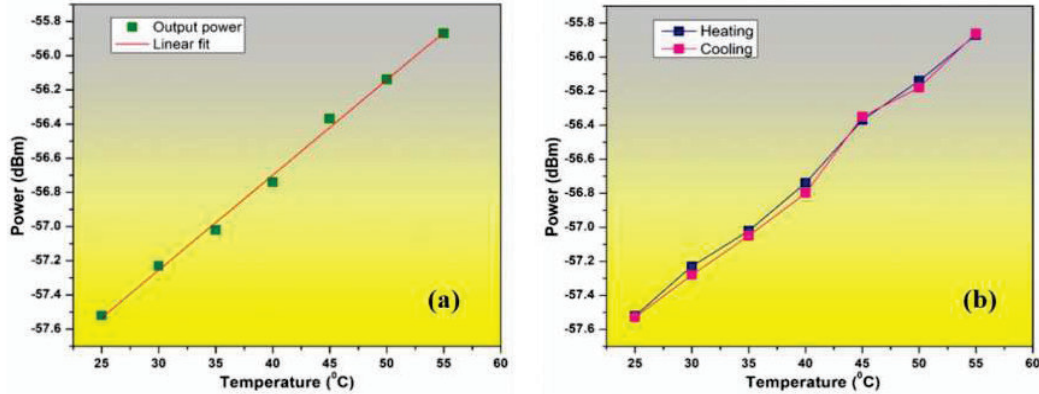 Output power
Linear fit
Power (dBm)
-55.8
-56.0
-56.2
-56.4
-56.6
-56.8
-57.0
-57.2
-57.4
-57.6
(a)
25 30 35 40 45 50 55 60
Temperature (⁰C)
Heating
Cooling
Power (dBm)
-55.8
-56.0
-56.2
-56.4
-56.6
-56.8
-57.0
-57.2
-57.4
-57.6
(b)
25 30 35 40 45 50 55 60
Temperature (⁰C)